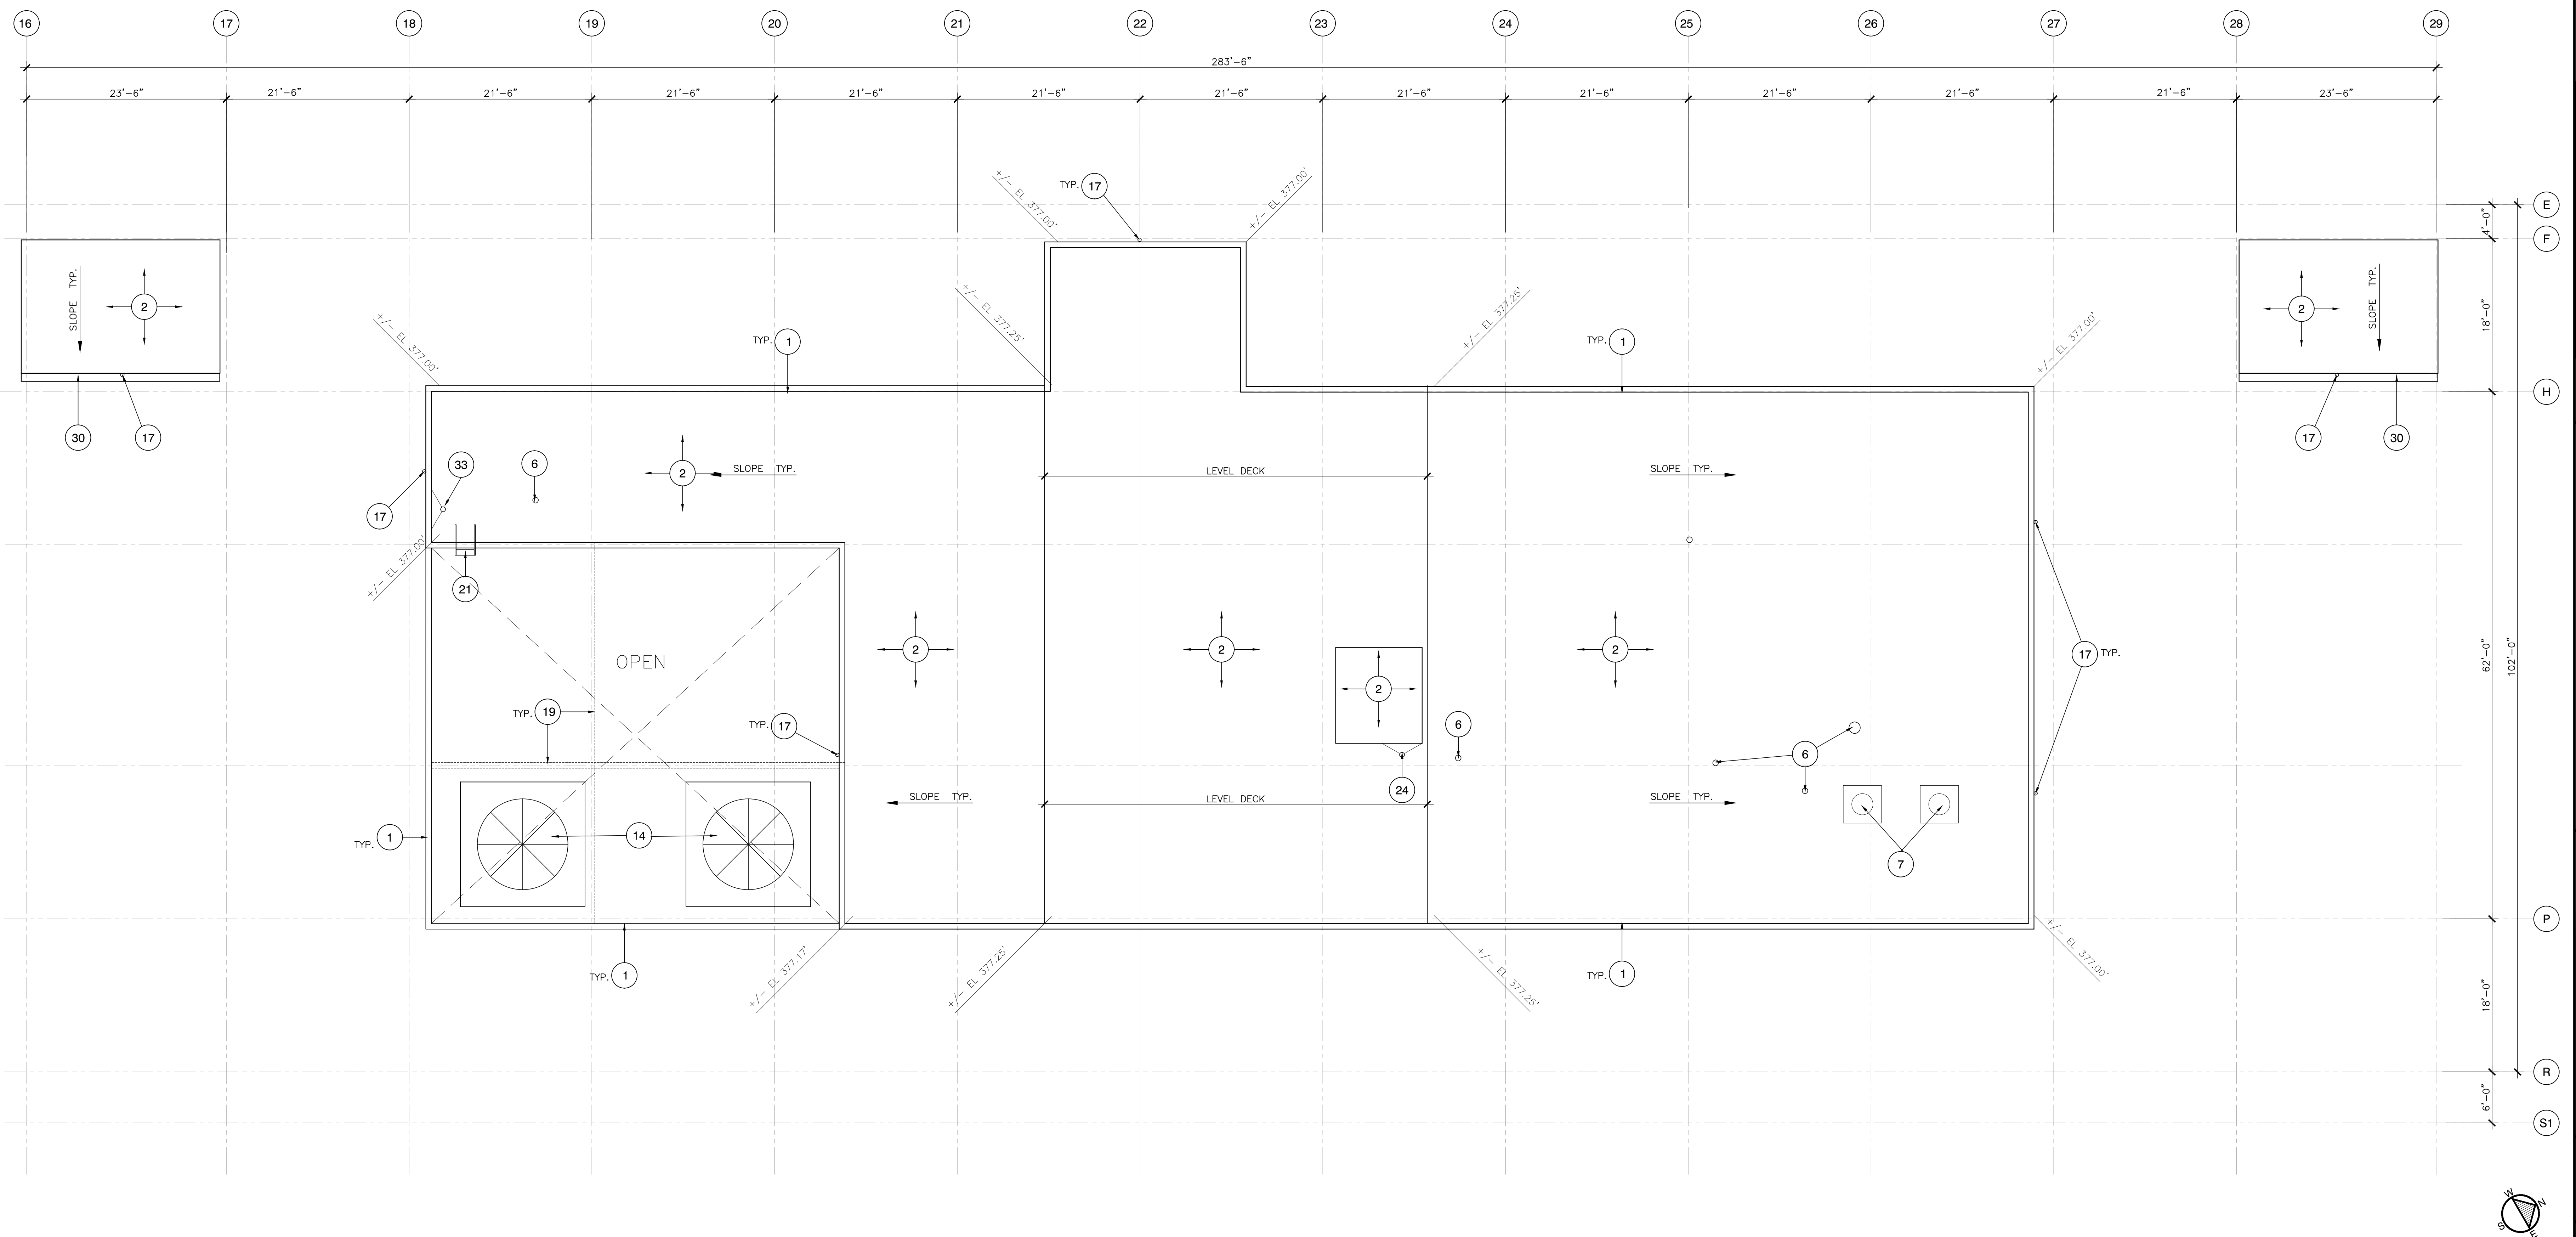 16 17 18 19 20 21 22 23 24 25 26 27 28 29
283'-6"
23'-6" 21'-6" 21'-6" 21'-6" 21'-6" 21'-6" 21'-6" 21'-6" 21'-6" 21'-6" 21'-6" 21'-6" 23'-6"
+/- EL 377.00'
TYP. 17
+/- EL 377.00'
E
4'-0"
F
SLOPE TYP.
2
+/- EL 377.25'
+/- EL 377.25'
2
SLOPE TYP.
18'-0"
+/- EL 377.00'
TYP. 1
TYP. 1
+/- EL 377.00'
H
30
17
17
30
33
6
2
SLOPE TYP.
LEVEL DECK
SLOPE TYP.
17
+/- EL 377.00'
21
OPEN
2
2
2
2
17 TYP.
62'-0"
102'-0"
TYP. 19
TYP. 17
6
6
24
SLOPE TYP.
LEVEL DECK
SLOPE TYP.
TYP. 1
14
7
P
TYP. 1
+/- EL 377.17'
+/- EL 377.25'
+/- EL 377.25'
TYP. 1
+/- EL 377.00'
18'-0"
R
6'-0"
S1
W
N
S
E